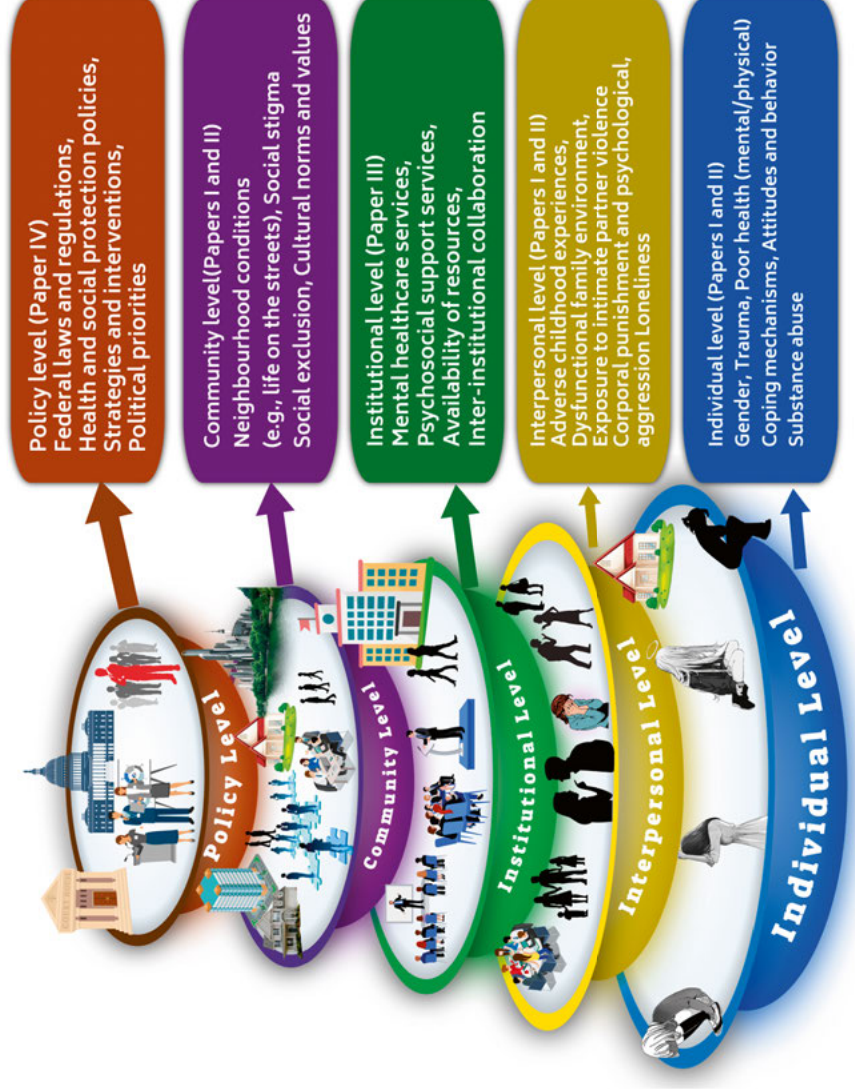 Policy Level
Policy level (Paper IV)
Federal laws and regulations,
Health and social protection policies,
Strategies and interventions,
Political priorities
Community Level
Community level(Papers I and II)
Neighbourhood conditions
(e.g., life on the streets), Social stigma
Social exclusion, Cultural norms and values
Institutional Level
Institutional level (Paper III)
Mental healthcare services,
Psychosocial support services,
Availability of resources,
Inter-institutional collaboration
Interpersonal Level
Interpersonal level (Papers I and II)
Adverse childhood experiences,
Dysfunctional family environment,
Exposure to intimate partner violence
Corporal punishment and psychological,
aggression Loneliness
Individual Level
Individual level (Papers I and II)
Gender, Trauma, Poor health (mental/physical)
Coping mechanisms, Attitudes and behavior
Substance abuse